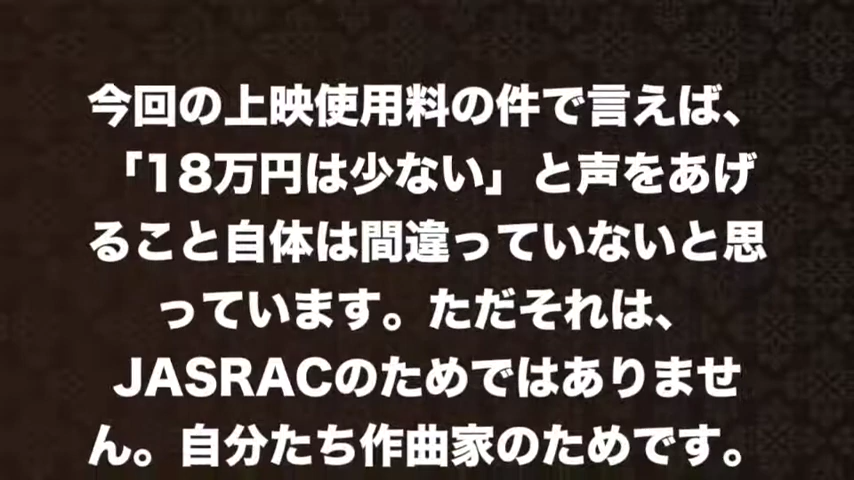 今回の上映使用料の件で言えば、
「18万円は少ない」と声をあげ
ること自体は間違っていないと思
っています。ただそれは、
JASRACのためではありませ
ん。自分たち作曲家のためです。